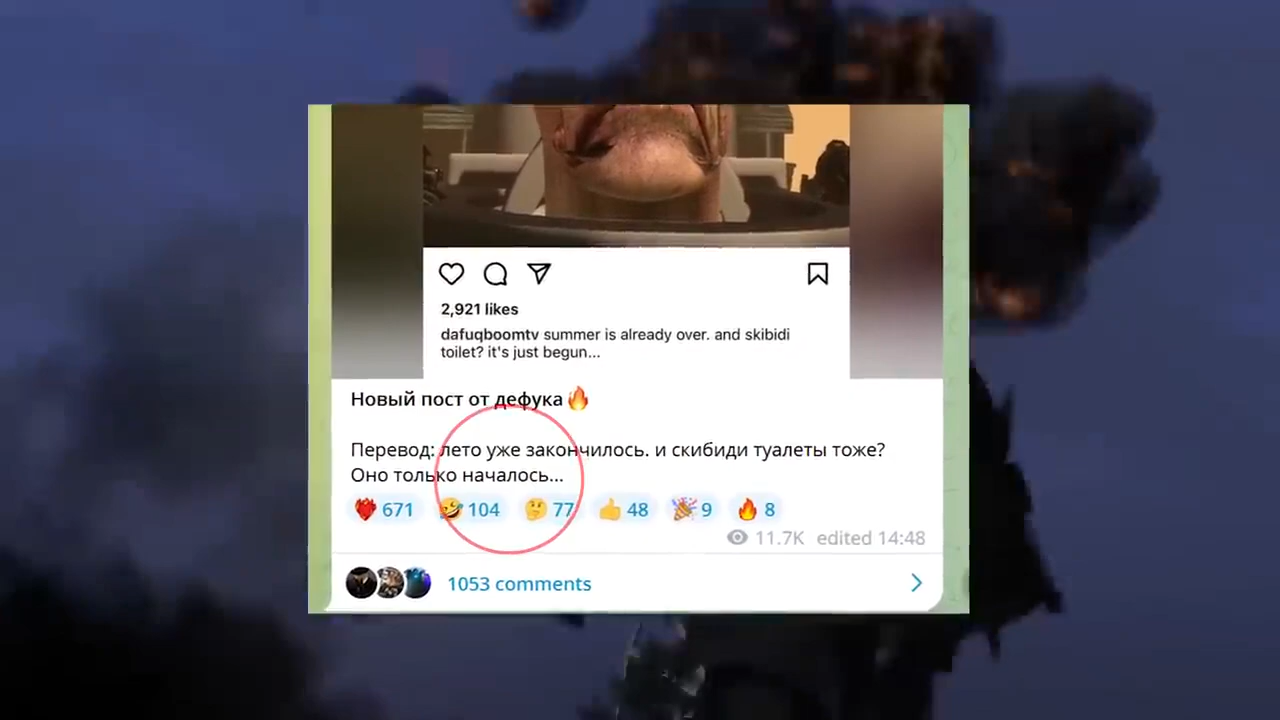 2,921 likes
dafuqboomtv summer is already over. and skibidi
toilet? it's just begun...
Новый пост от дефука🔥
Перевод: лето уже закончилось. и скибиди туалеты тоже?
Оно только началось...
671 104 77 48 9 8
11.7K edited 14:48
1053 comments